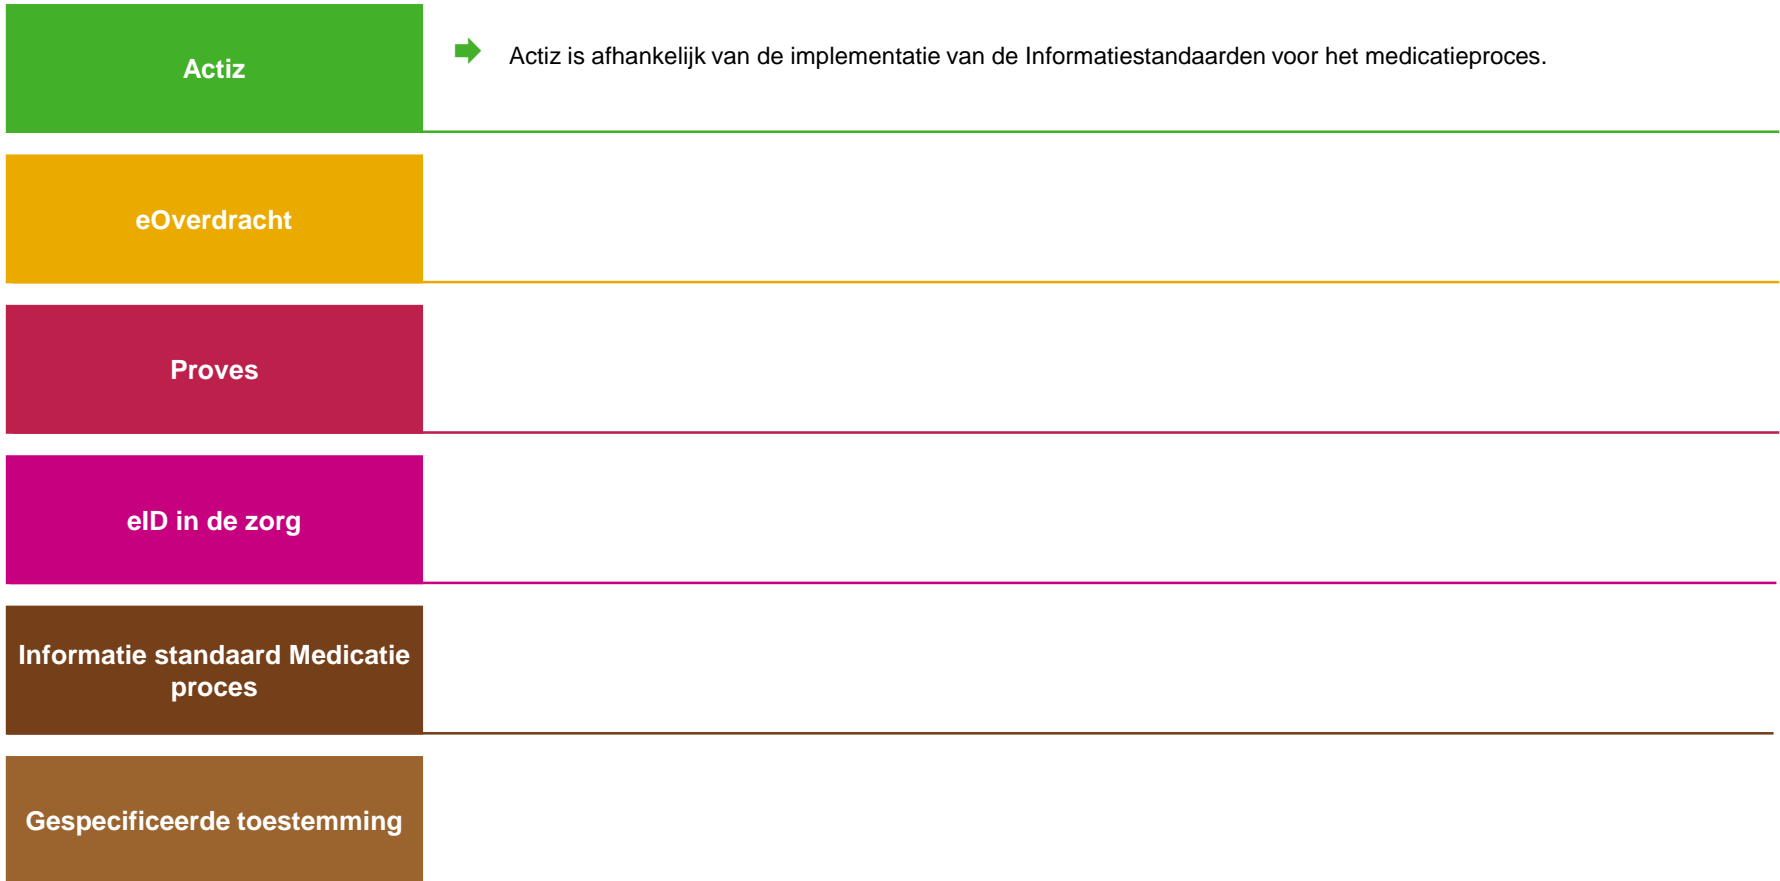 Actiz
Actiz is afhankelijk van de implementatie van de Informatiestandaarden voor het medicatieproces.
eOverdracht
Proves
eID in de zorg
Informatie standaard Medicatie
proces
Gespecificeerde toestemming